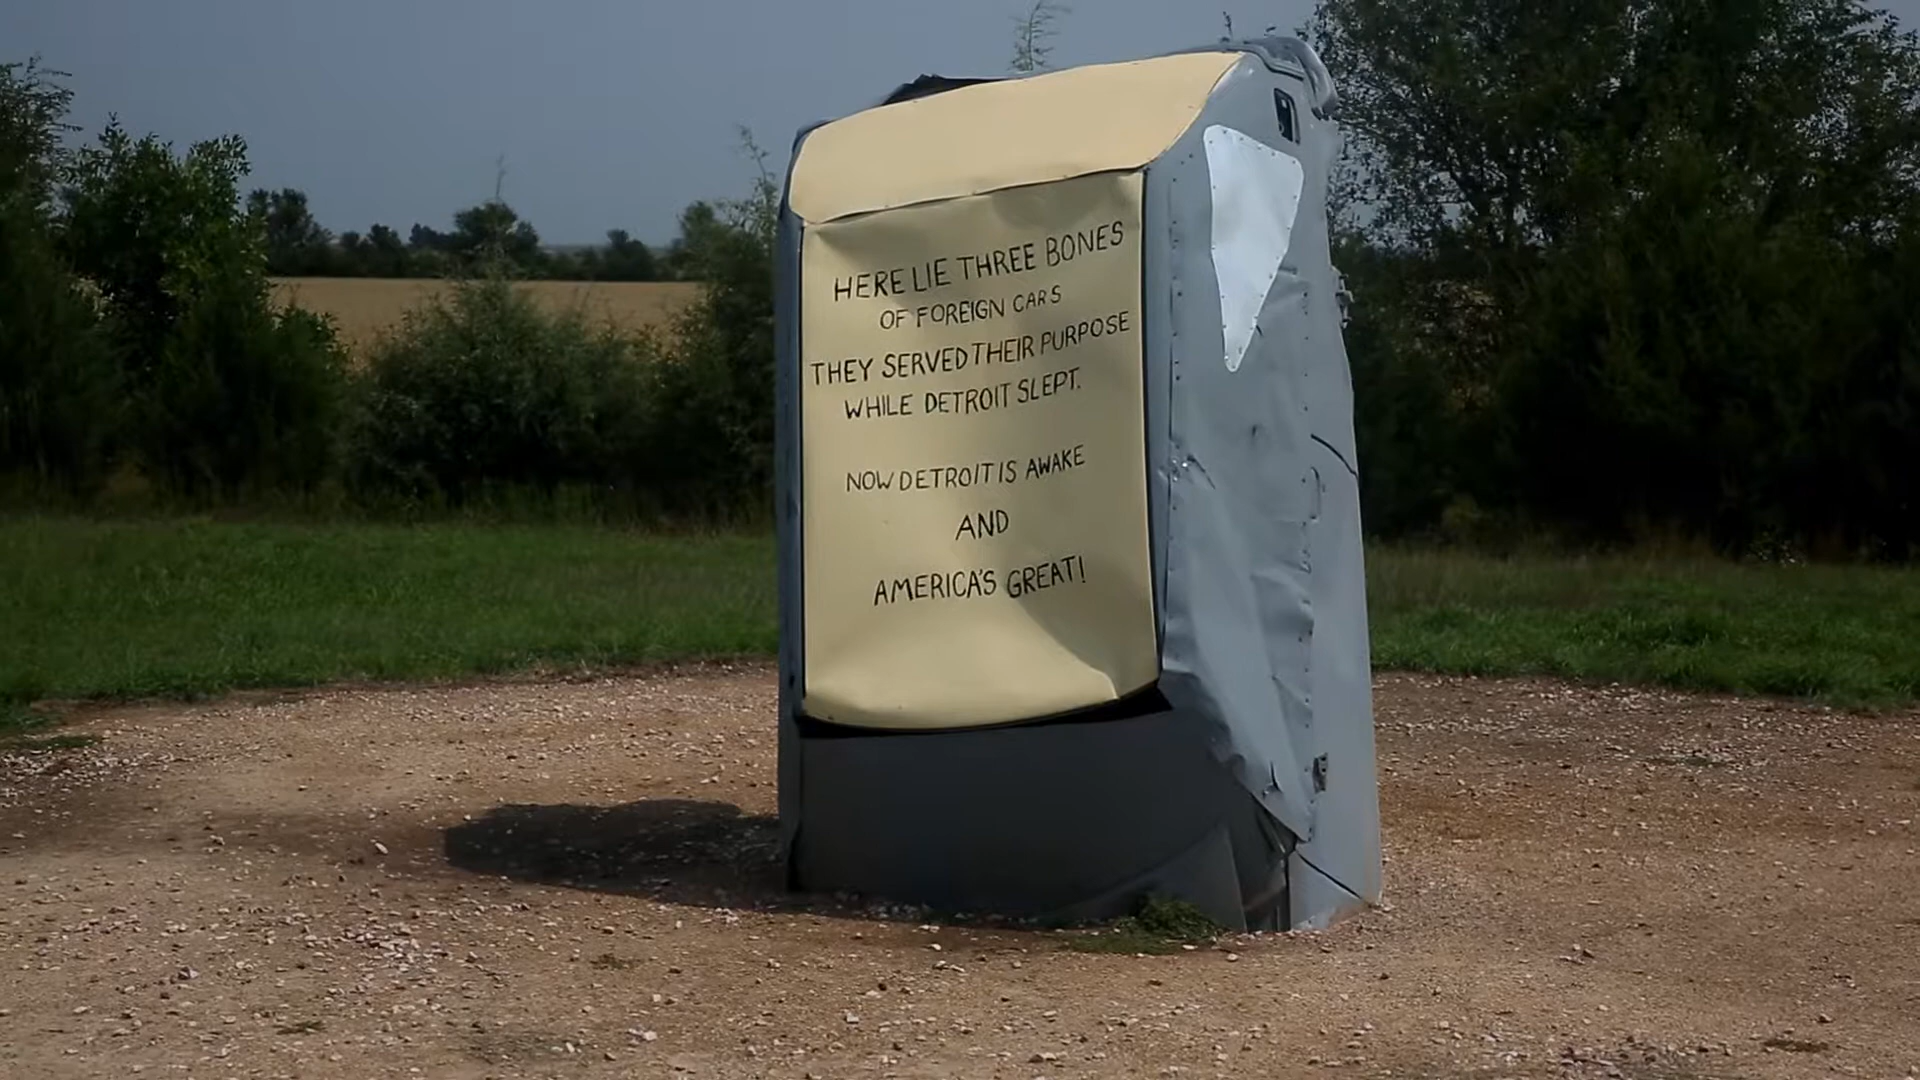 HERE LIE THREE BONES
OF FOREIGN CARS
THEY SERVED THEIR PURPOSE
WHILE DETROIT SLEPT.
NOW DETROIT IS AWAKE
AND
AMERICA'S GREAT!